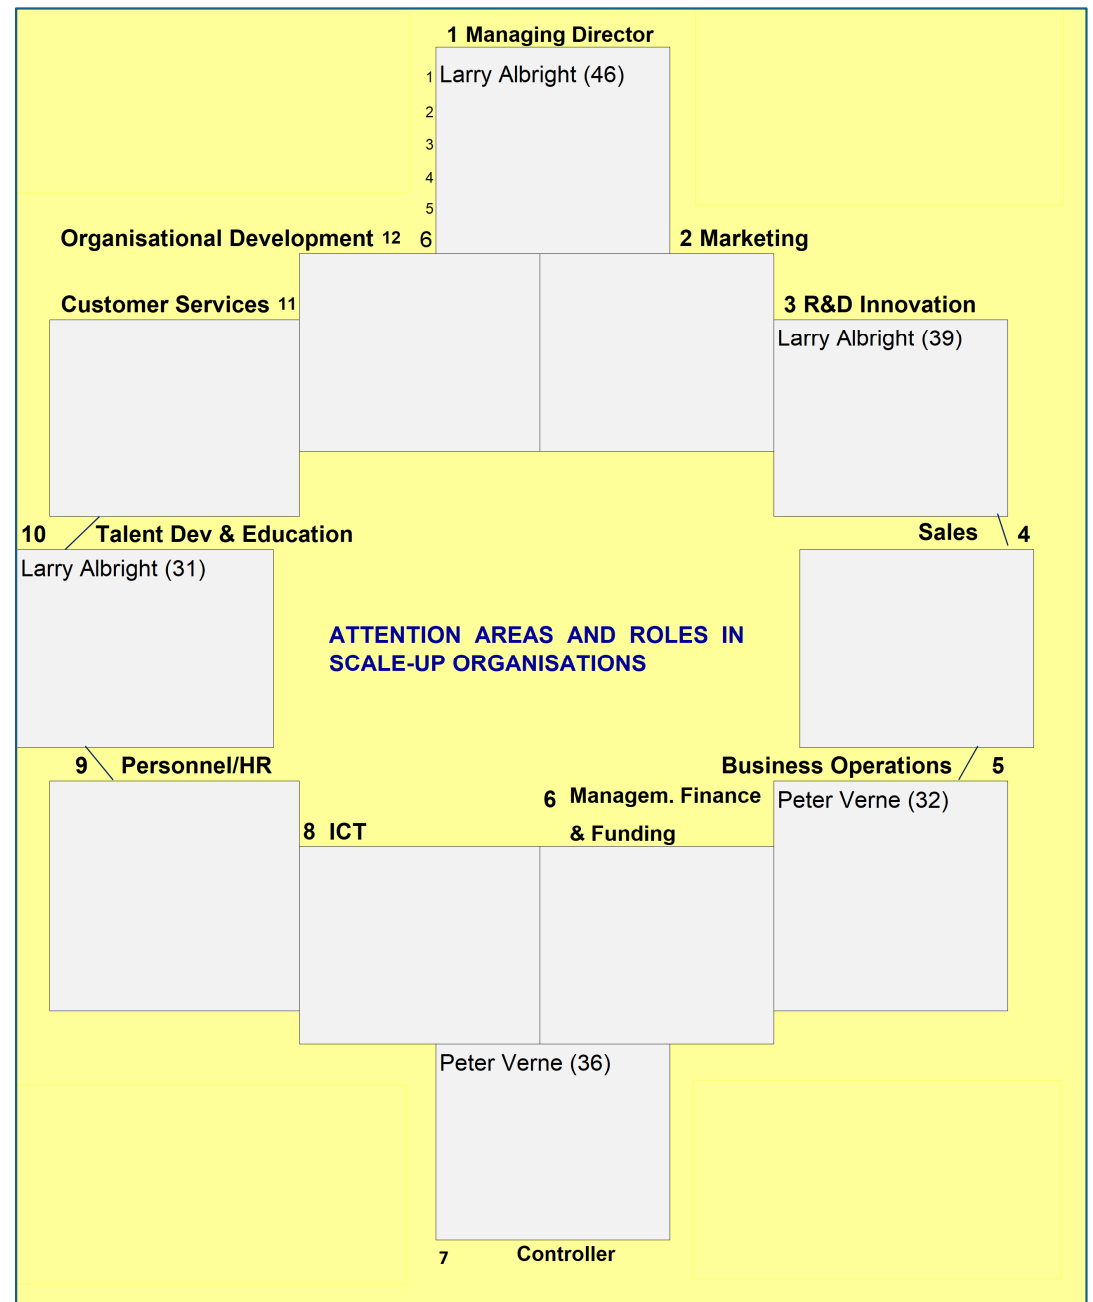 1 Managing Director
1 Larry Albright (46)
2
3
4
5
Organisational Development 12 6
2 Marketing
Customer Services 11
3 R&D Innovation
Larry Albright (39)
10 Talent Dev & Education
Sales 4
Larry Albright (31)
ATTENTION AREAS AND ROLES IN
SCALE-UP ORGANISATIONS
9 Personnel/HR
Business Operations 5
6 Managem. Finance
& Funding
Peter Verne (32)
8 ICT
Peter Verne (36)
7 Controller